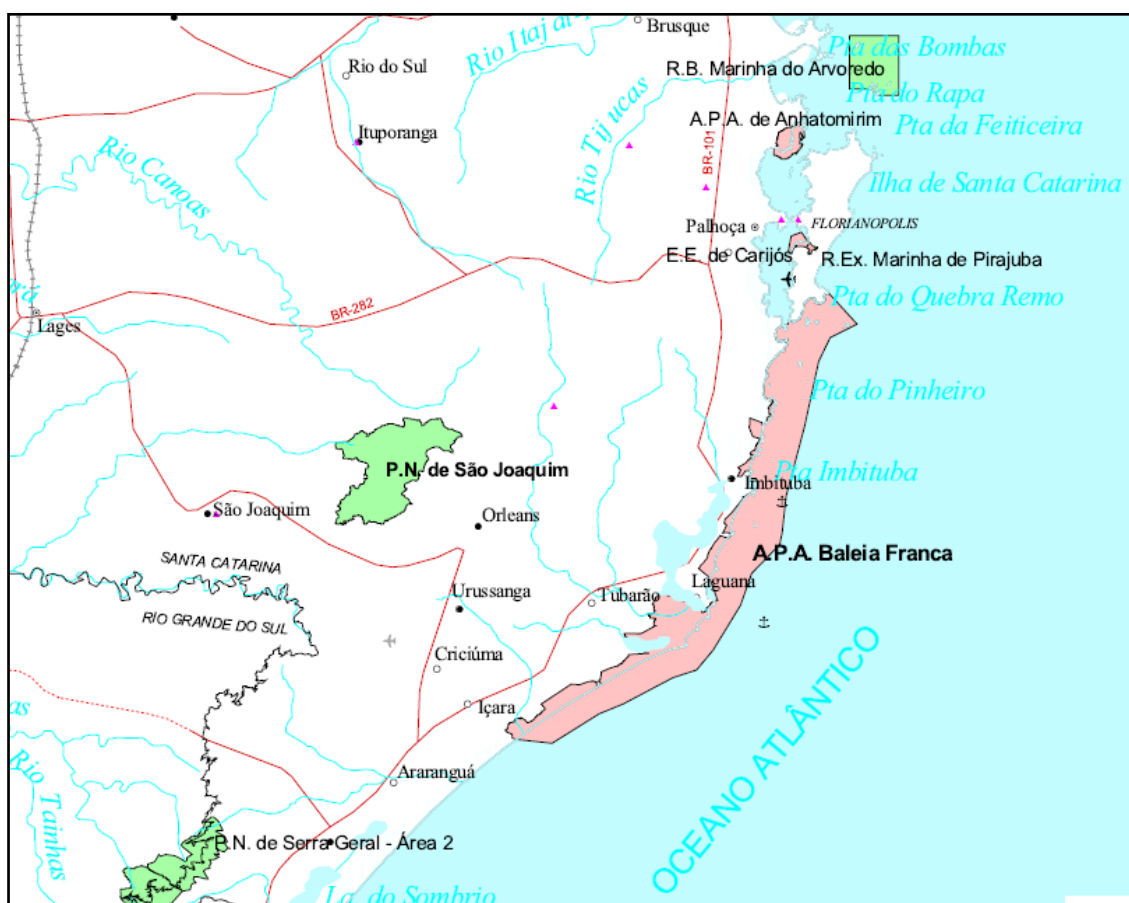 Brusque
Pta das Bombas
Rio Itajaí
Rio do Sul
R.B. Marinha do Arvoredo
Pta do Rapa
A.P.A. de Anhatomirim
Pta da Feiticeira
Ituporanga
Rio Tijucas
BR-101
Rio Canoas
Ilha de Santa Catarina
Palhoça
FLORIANOPOLIS
E.E. de Carijós
R.Ex. Marinha de Pirajuba
Pta do Quebra Remo
BR-282
Lages
Pta do Pinheiro
P.N. de São Joaquim
Pta Imbituba
Imbituba
São Joaquim
Orleans
A.P.A. Baleia Franca
SANTA CATARINA
Laguana
Urussanga
Tubarão
RIO GRANDE DO SUL
Criciúma
Içara
OCEANO ATLÂNTICO
as
Rio Tainhas
Araranguá
P.N. de Serra Geral - Área 2
La. do Sombrio